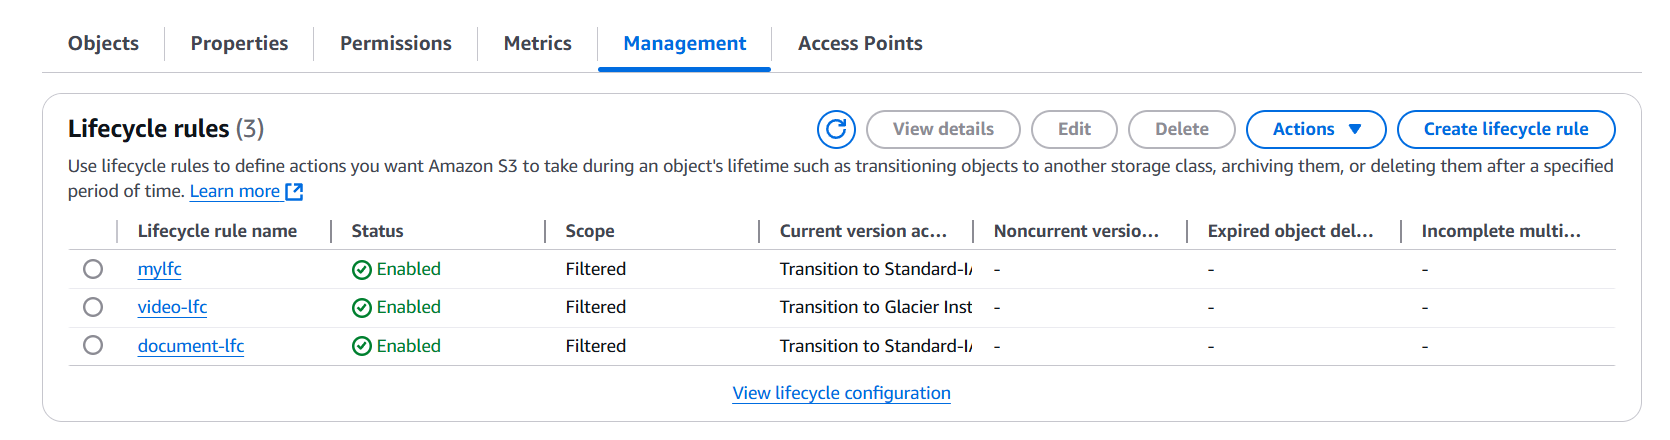 Objects Properties Permissions Metrics Management Access Points
Lifecycle rules (3) View details Edit Delete Actions Create lifecycle rule
Use lifecycle rules to define actions you want Amazon S3 to take during an object's lifetime such as transitioning objects to another storage class, archiving them, or deleting them after a specified
period of time. Learn more
Lifecycle rule name Status Scope Current version ac... Noncurrent versio... Expired object del... Incomplete multi...
mylfc Enabled Filtered Transition to Standard-IA - - -
video-lfc Enabled Filtered Transition to Glacier Inst - - -
document-lfc Enabled Filtered Transition to Standard-IA - - -
View lifecycle configuration